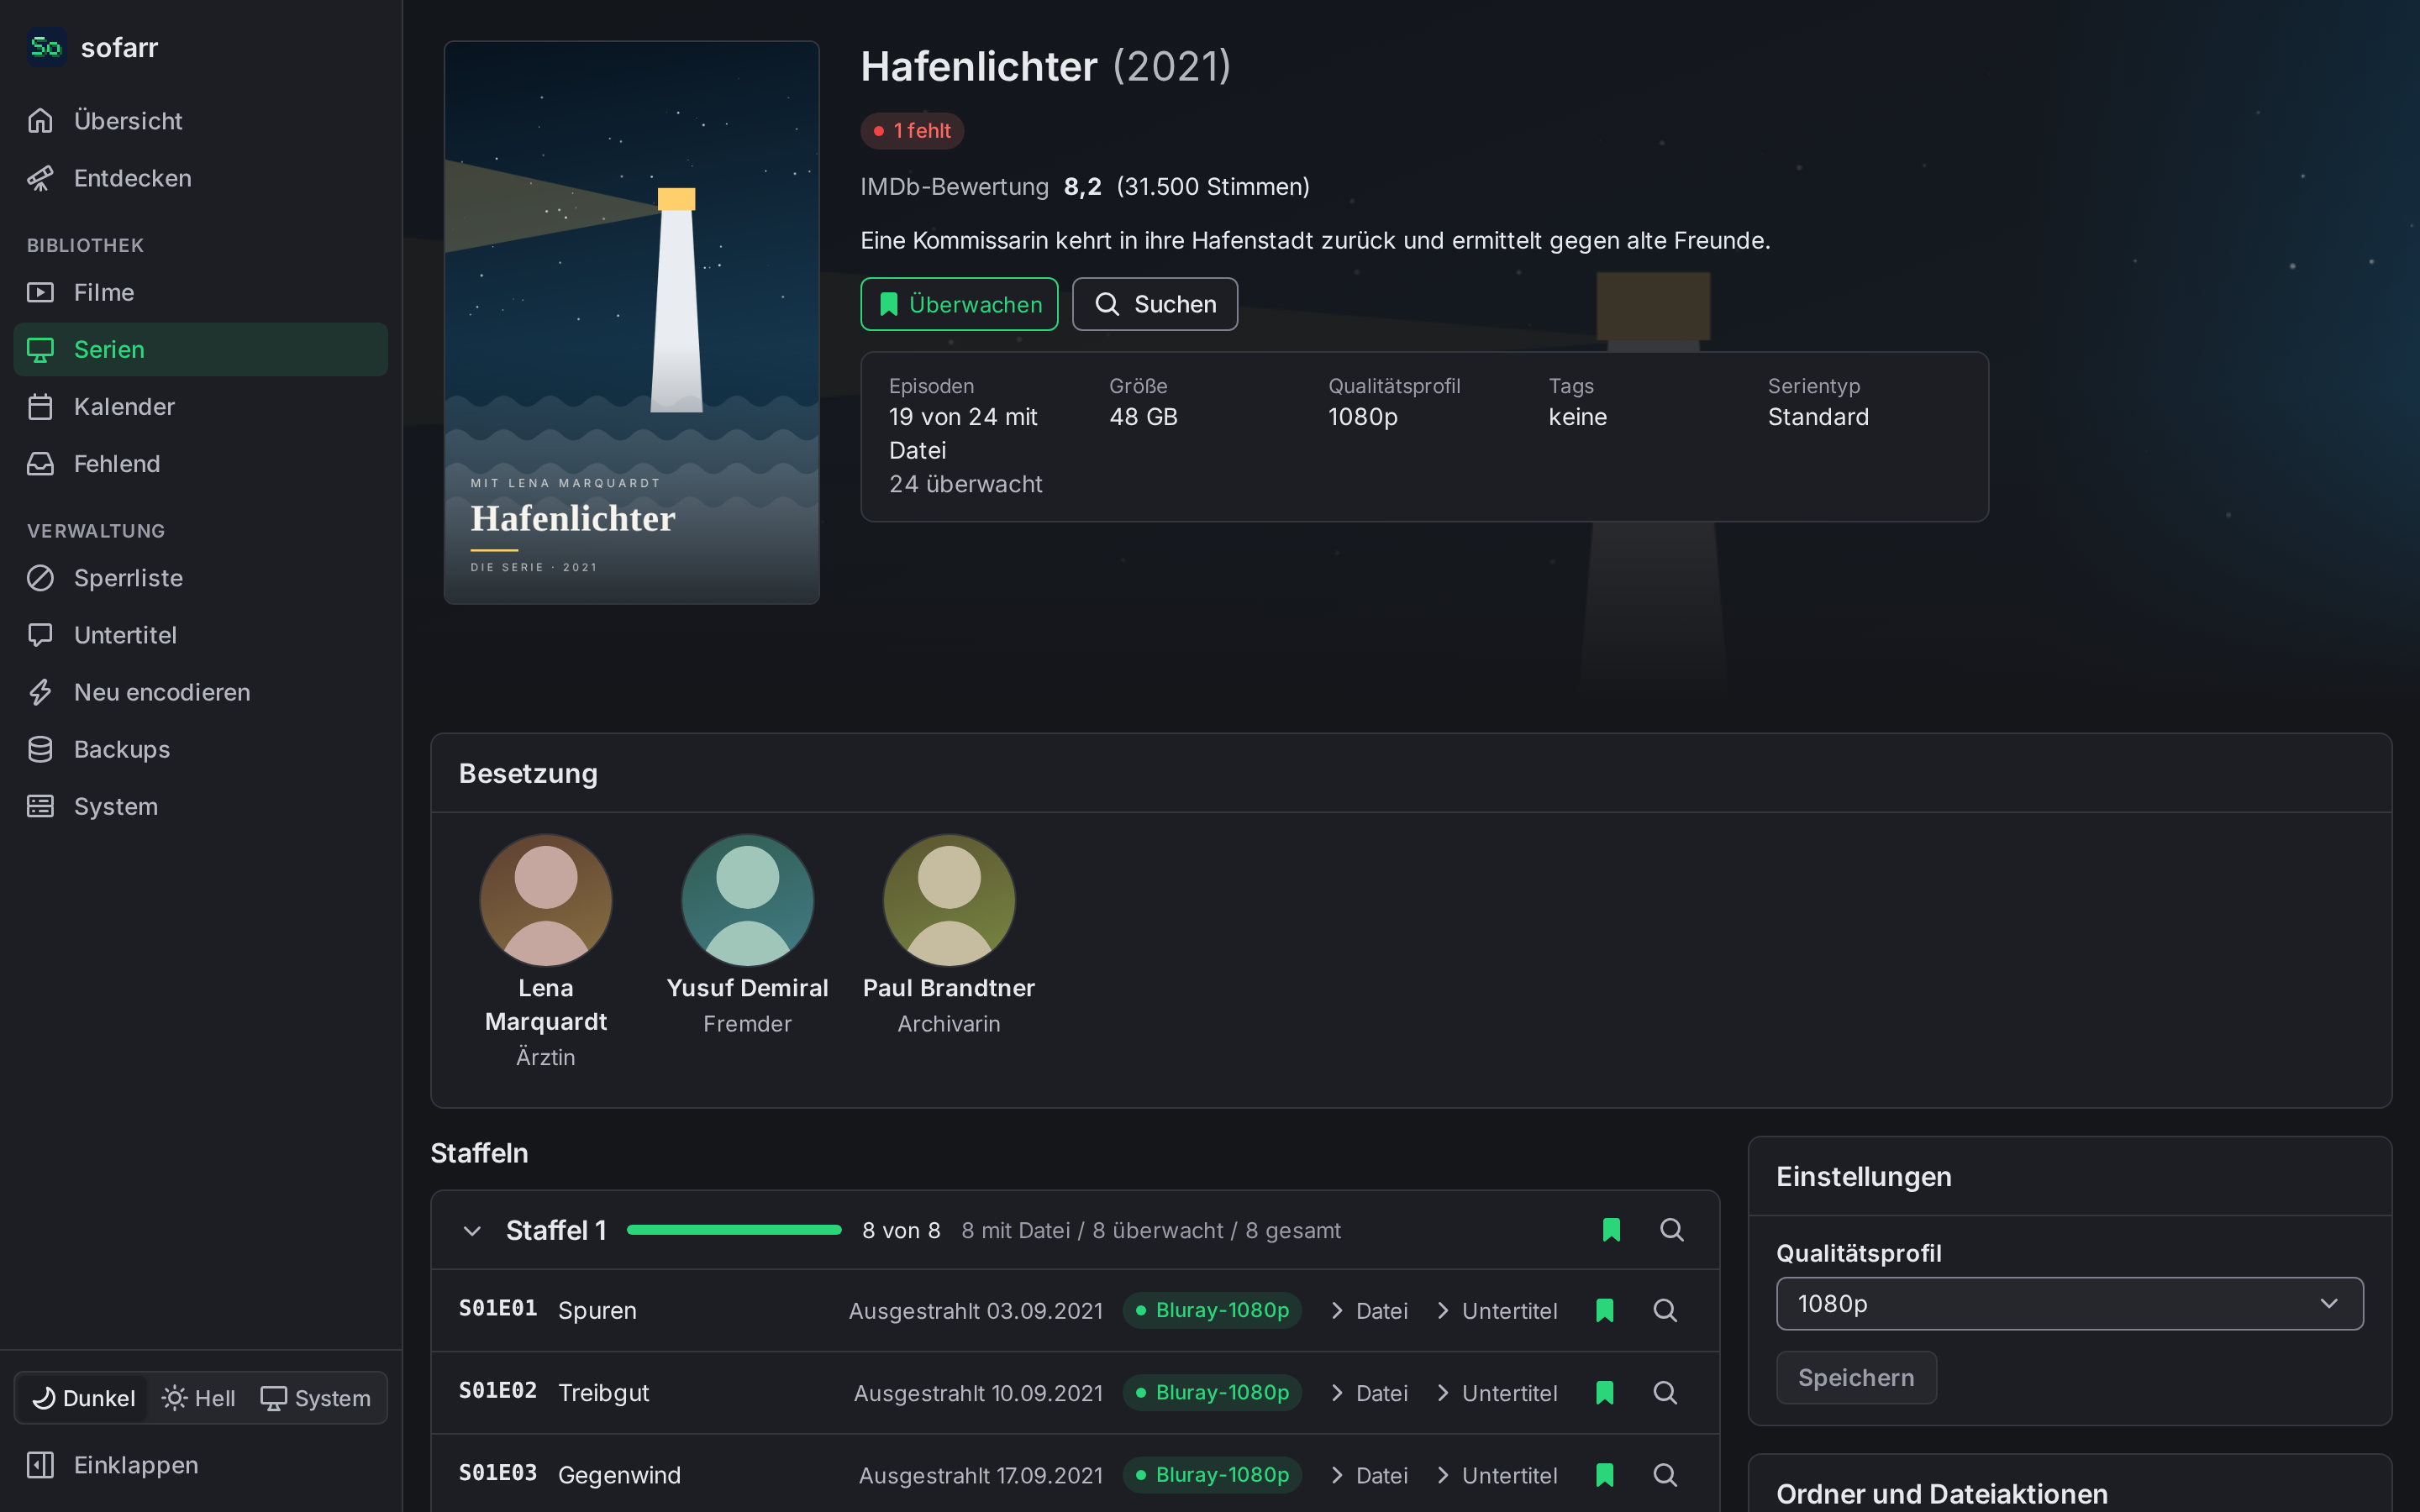 So sofarr
Übersicht
Entdecken
BIBLIOTHEK
Filme
Serien
Kalender
Fehlend
VERWALTUNG
Sperrliste
Untertitel
Neu encodieren
Backups
System
Dunkel Hell System
Einklappen
MIT LENA MARQUARDT
Hafenlichter
DIE SERIE · 2021
Hafenlichter (2021)
1 fehlt
IMDb-Bewertung 8,2 (31.500 Stimmen)
Eine Kommissarin kehrt in ihre Hafenstadt zurück und ermittelt gegen alte Freunde.
Überwachen Suchen
Episoden Größe Qualitätsprofil Tags Serientyp
19 von 24 mit 48 GB 1080p keine Standard
Datei
24 überwacht
Besetzung
Lena Yusuf Demiral Paul Brandtner
Marquardt Fremder Archivarin
Ärztin
Staffeln
Staffel 1 8 von 8 8 mit Datei / 8 überwacht / 8 gesamt
S01E01 Spuren Ausgestrahlt 03.09.2021 Bluray-1080p Datei Untertitel
S01E02 Treibgut Ausgestrahlt 10.09.2021 Bluray-1080p Datei Untertitel
S01E03 Gegenwind Ausgestrahlt 17.09.2021 Bluray-1080p Datei Untertitel
Einstellungen
Qualitätsprofil
1080p
Speichern
Ordner und Dateiaktionen